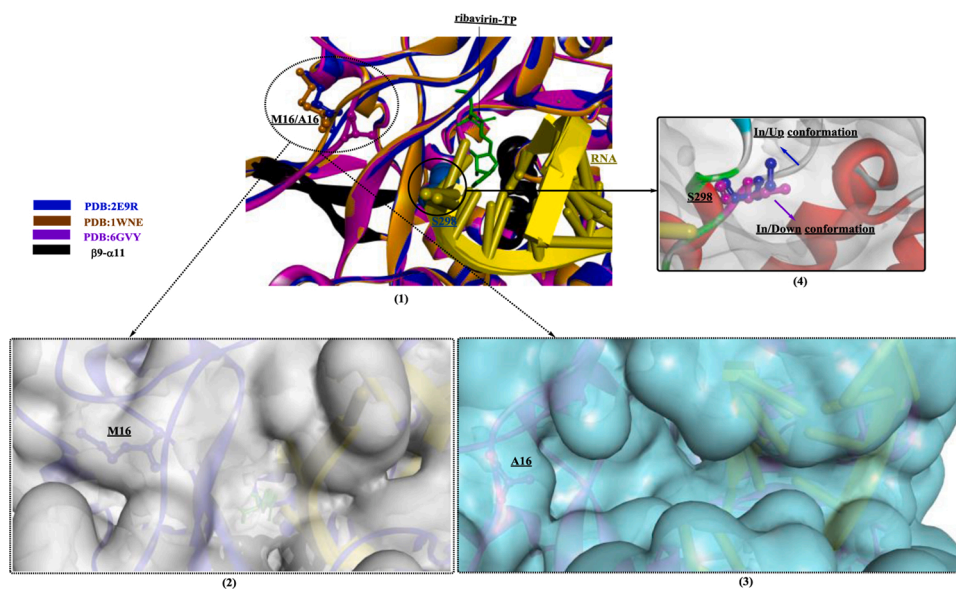 ribavirin-TP
M16/A16
RNA
S298
(1)
In/Up conformation
S298
In/Down conformation
(4)
PDB:2E9R
PDB:1WNE
PDB:6GVY
β9-α11
M16
(2)
A16
(3)